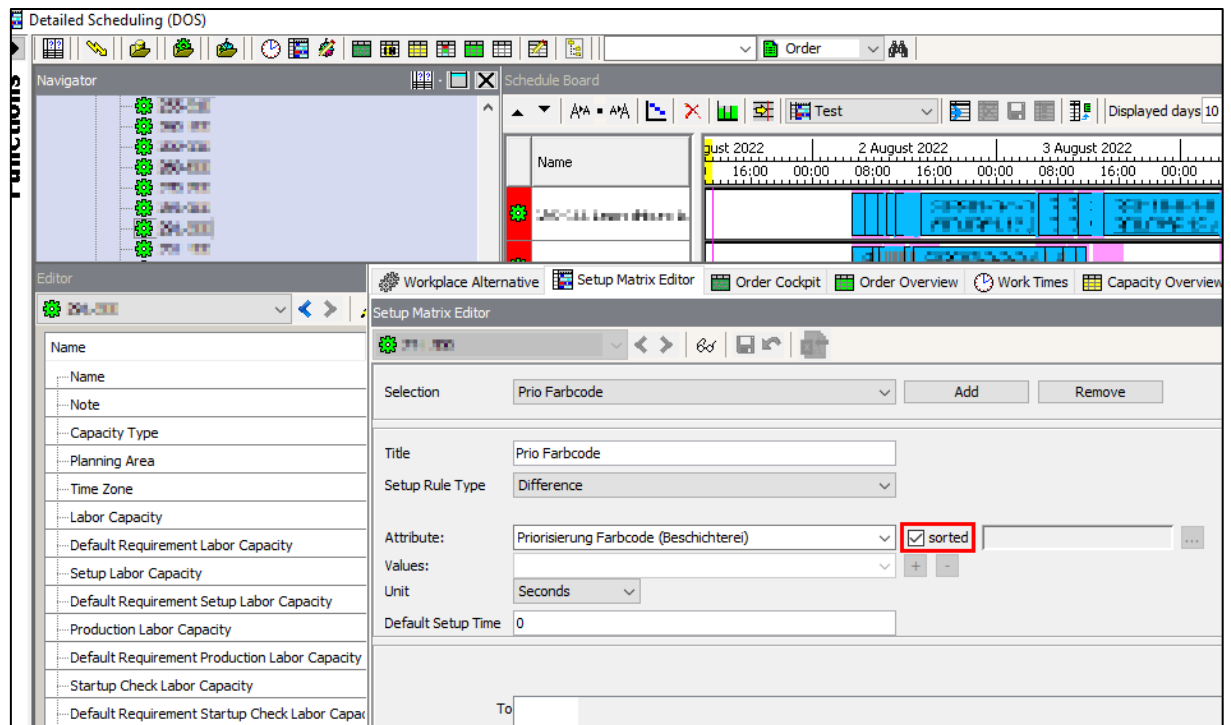 Detailed Scheduling (DOS)
Order
Functions
Navigator
Schedule Board
Test
Displayed days 10
Name
gust 2022 2 August 2022 3 August 2022
16:00 00:00 08:00 16:00 00:00 08:00 16:00 00:00
Editor
Workplace Alternative Setup Matrix Editor Order Cockpit Order Overview Work Times Capacity Overview
Setup Matrix Editor
Name
Name
Note
Capacity Type
Planning Area
Time Zone
Labor Capacity
Default Requirement Labor Capacity
Setup Labor Capacity
Default Requirement Setup Labor Capacity
Production Labor Capacity
Default Requirement Production Labor Capacity
Startup Check Labor Capacity
Default Requirement Startup Check Labor Capac
Selection Prio Farbcode Add Remove
Title Prio Farbcode
Setup Rule Type Difference
Attribute: Priorisierung Farbcode (Beschichterei) sorted ...
Values: + -
Unit Seconds
Default Setup Time 0
To